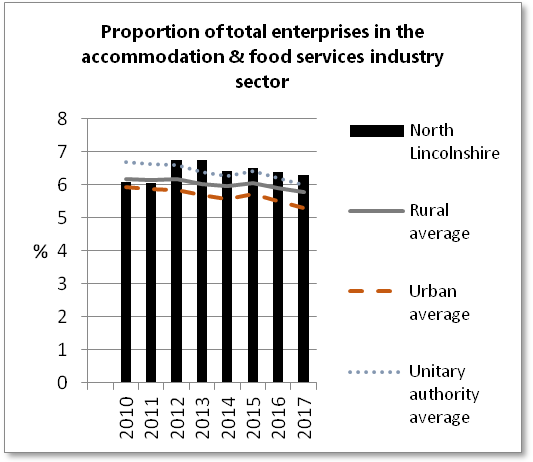 Proportion of total enterprises in the
accommodation & food services industry
sector
8
7
6
5
% 4
3
2
1
0
2010
2011
2012
2013
2014
2015
2016
2017
North
Lincolnshire
Rural
average
Urban
average
Unitary
authority
average